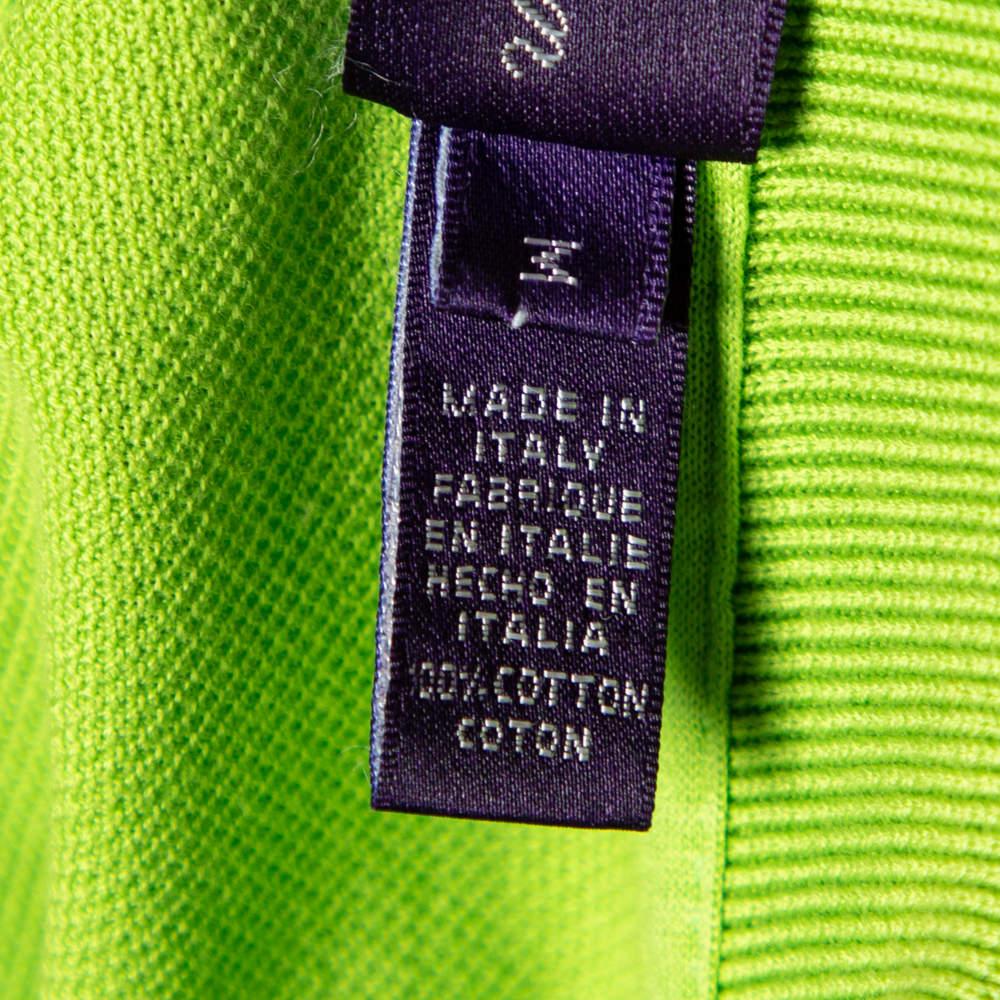 M
MADE IN
ITALY
FABRIQUE
EN ITALIE
HECHO EN
ITALIA
100% COTTON
COTON